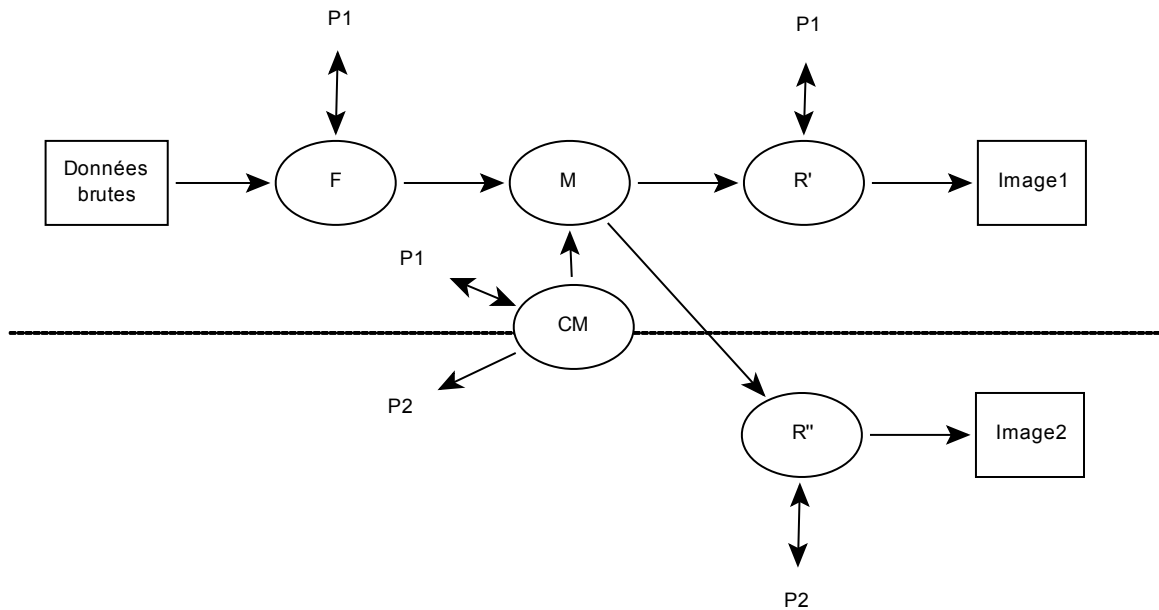 P1
P1
Données
brutes
F
M
R'
Image1
P1
CM
P2
R"
Image2
P2